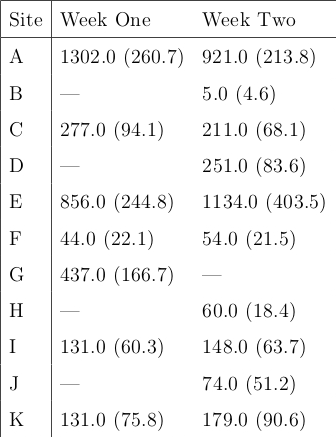 Site Week One Week Two
A 1302.0 (260.7) 921.0 (213.8)
B — 5.0 (4.6)
C 277.0 (94.1) 211.0 (68.1)
D — 251.0 (83.6)
E 856.0 (244.8) 1134.0 (403.5)
F 44.0 (22.1) 54.0 (21.5)
G 437.0 (166.7) —
H — 60.0 (18.4)
I 131.0 (60.3) 148.0 (63.7)
J — 74.0 (51.2)
K 131.0 (75.8) 179.0 (90.6)